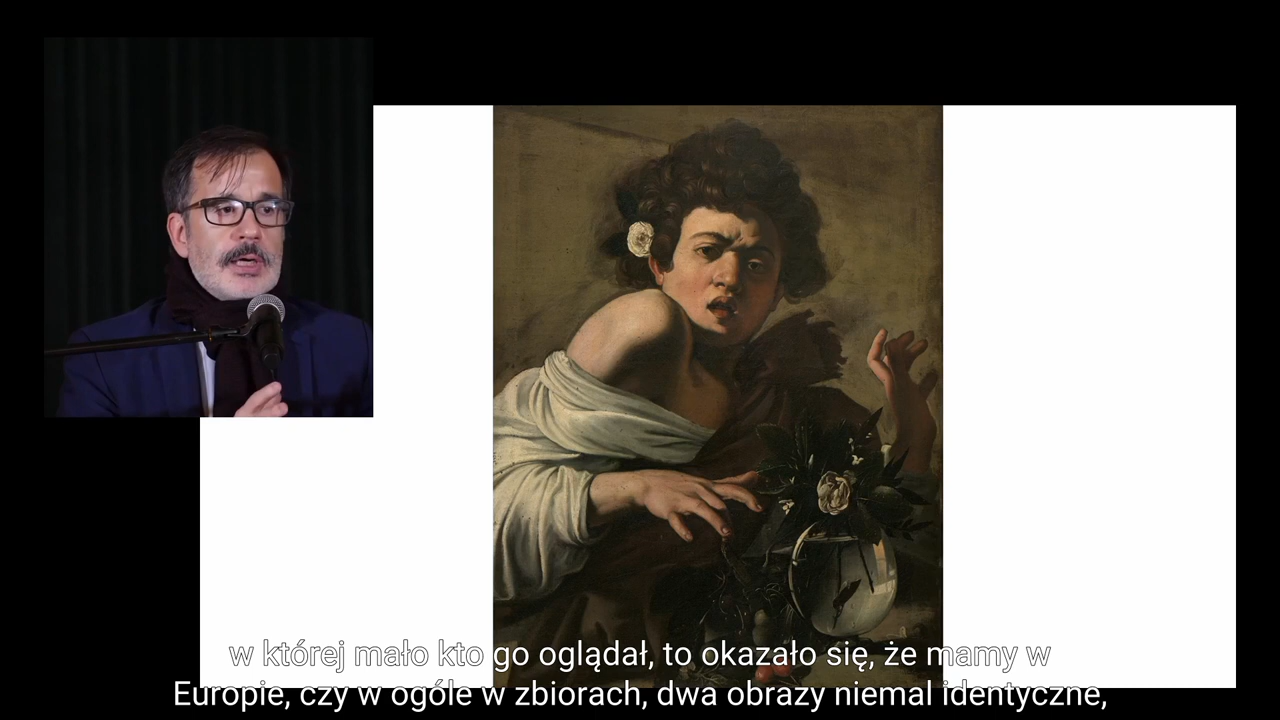 w której mało kto go oglądał, to okazało się, że mamy w
Europie, czy w ogóle w zbiorach, dwa obrazy niemal identyczne,